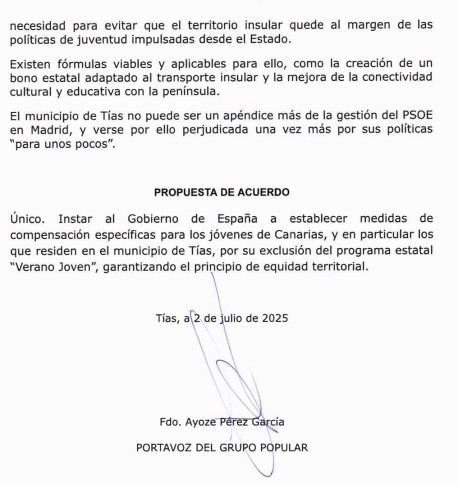 necesidad para evitar que el territorio insular quede al margen de las
políticas de juventud impulsadas desde el Estado.
Existen fórmulas viables y aplicables para ello, como la creación de un
bono estatal adaptado al transporte insular y la mejora de la conectividad
cultural y educativa con la península.
El municipio de Tías no puede ser un apéndice más de la gestión del PSOE
en Madrid, y verse por ello perjudicada una vez más por sus políticas
“para unos pocos”.
PROPUESTA DE ACUERDO
Único. Instar al Gobierno de España a establecer medidas de
compensación específicas para los jóvenes de Canarias, y en particular los
que residen en el municipio de Tías, por su exclusión del programa estatal
“Verano Joven”, garantizando el principio de equidad territorial.
Tías, a 2 de julio de 2025
Fdo. Ayoze Pérez García
PORTAVOZ DEL GRUPO POPULAR